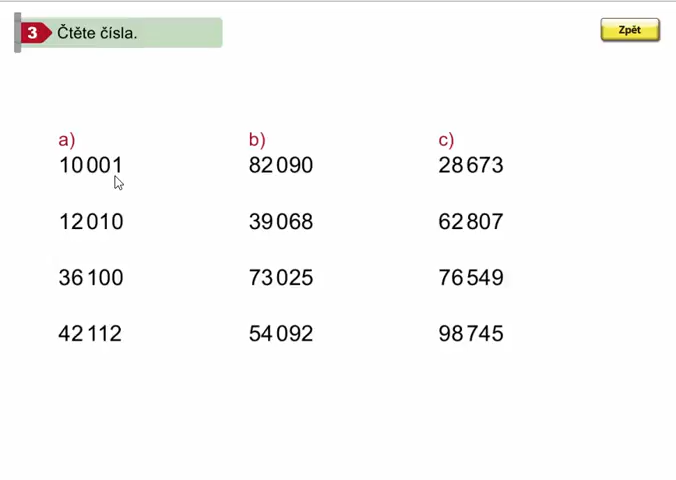 3 Čtěte čísla.
Zpět
a) b) c)
10 001 82 090 28 673
12 010 39 068 62 807
36 100 73 025 76 549
42 112 54 092 98 745